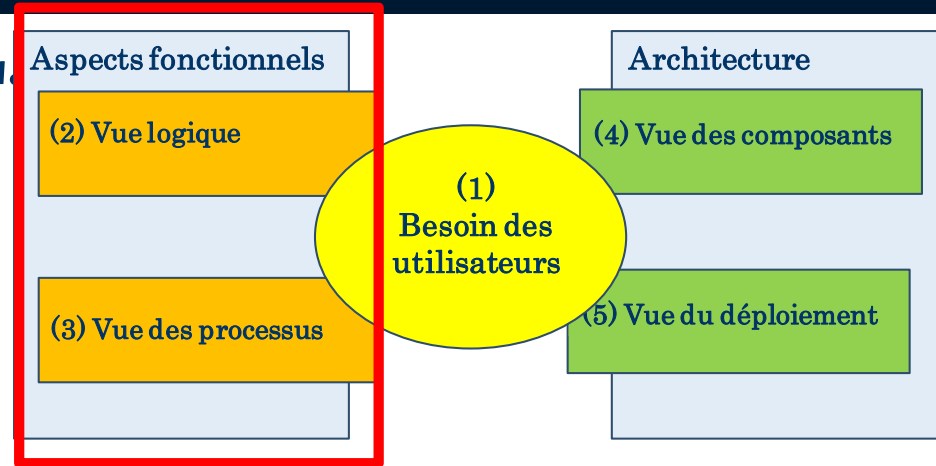 Aspects fonctionnels
(2) Vue logique
(3) Vue des processus
(1)
Besoin des
utilisateurs
Architecture
(4) Vue des composants
(5) Vue du déploiement